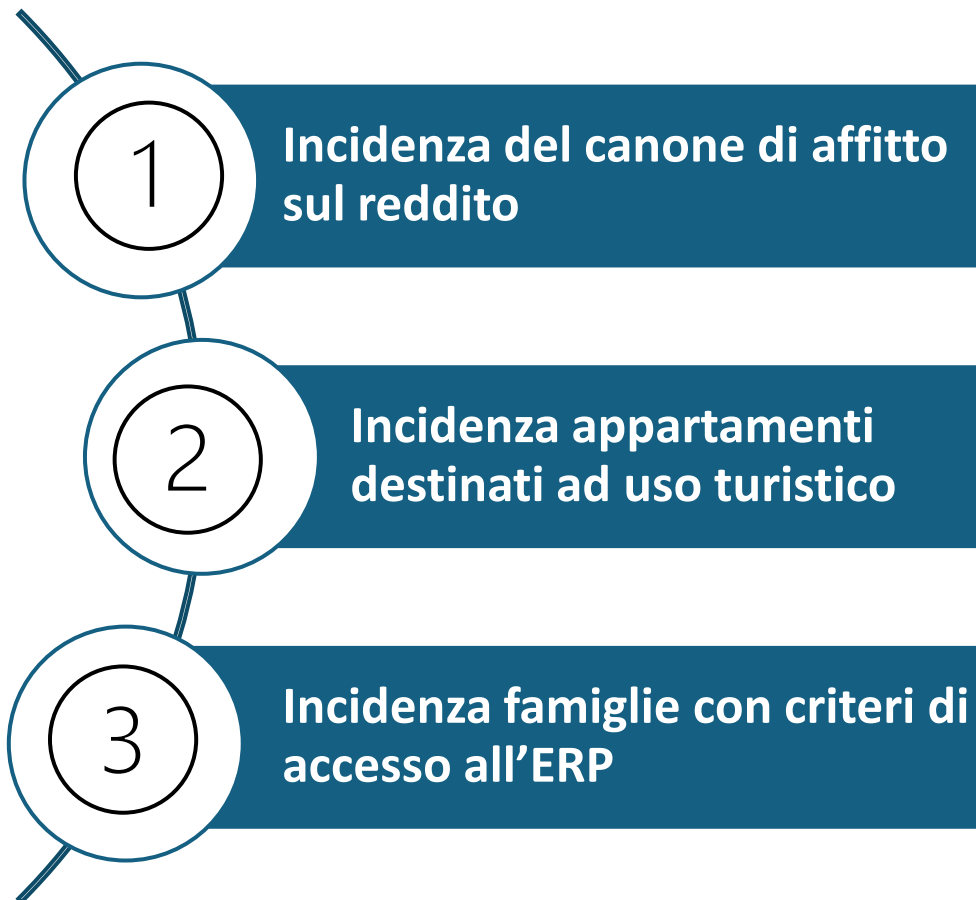 1
Incidenza del canone di affitto
sul reddito
2
Incidenza appartamenti
destinati ad uso turistico
3
Incidenza famiglie con criteri di
accesso all’ERP